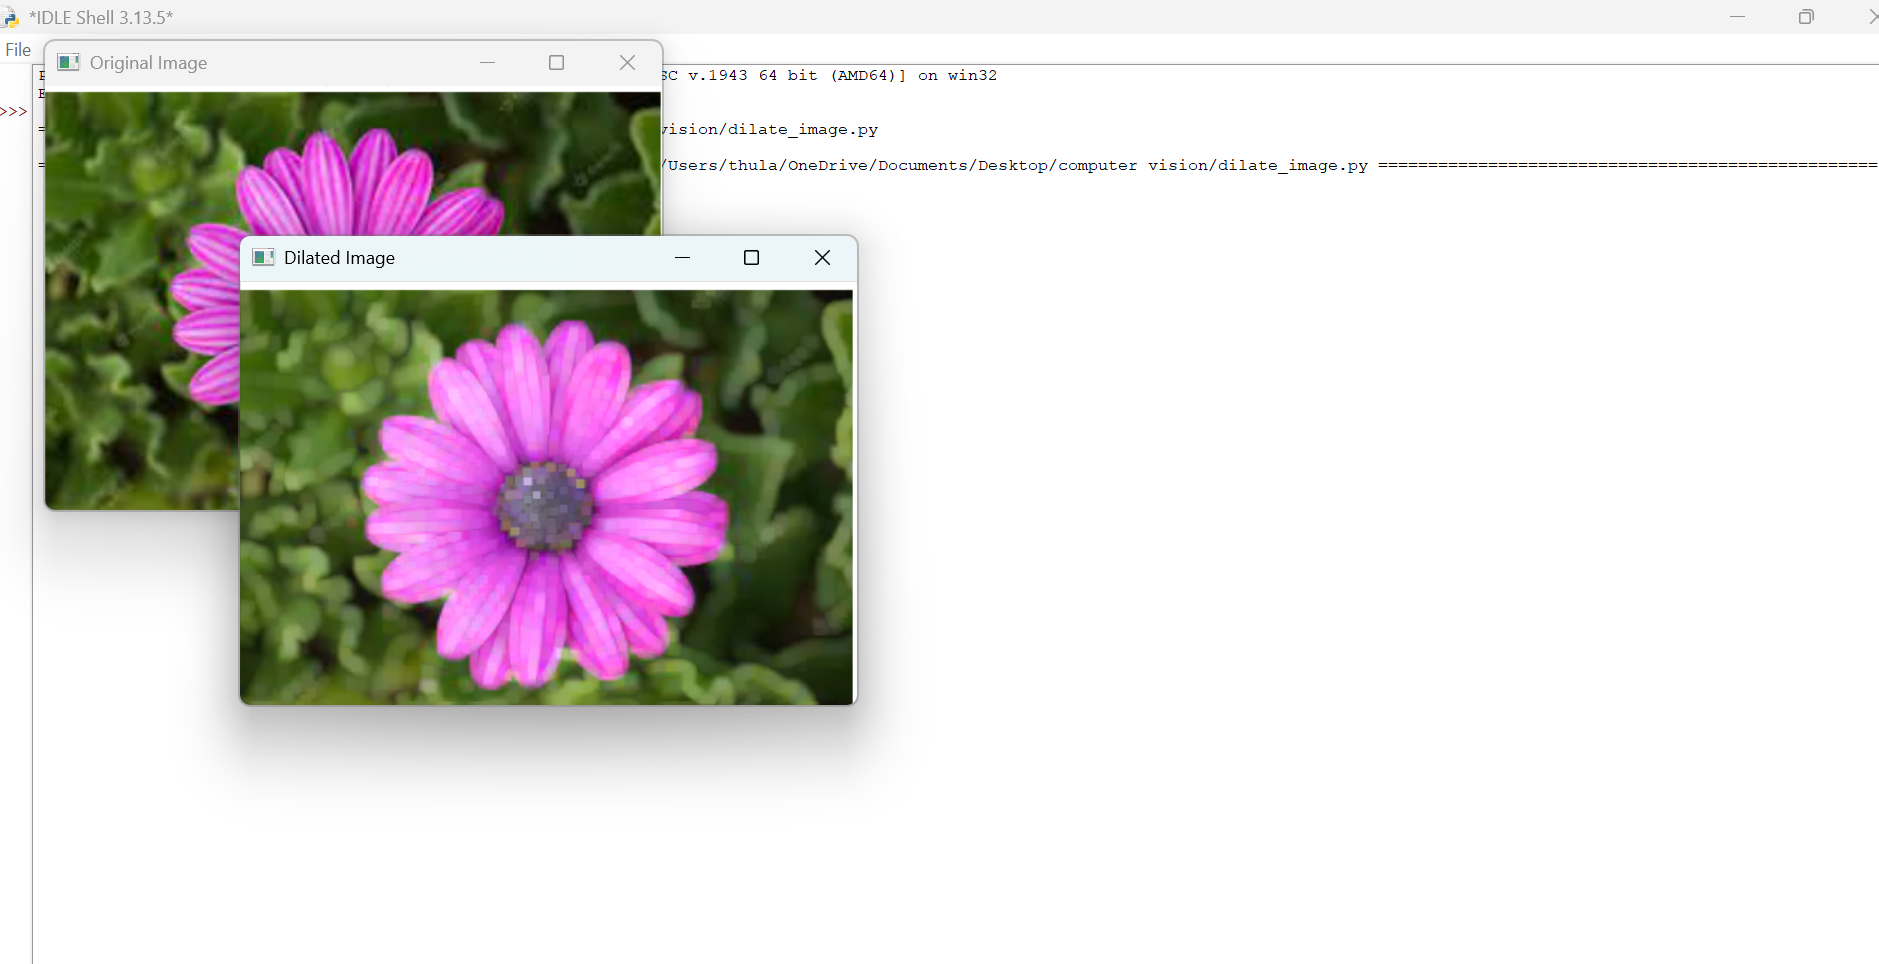 *IDLE Shell 3.13.5*
File
Original Image
v.1943 64 bit (AMD64)] on win32
>>>
vision/dilate_image.py
/Users/thula/OneDrive/Documents/Desktop/computer vision/dilate_image.py ==================================================
Dilated Image